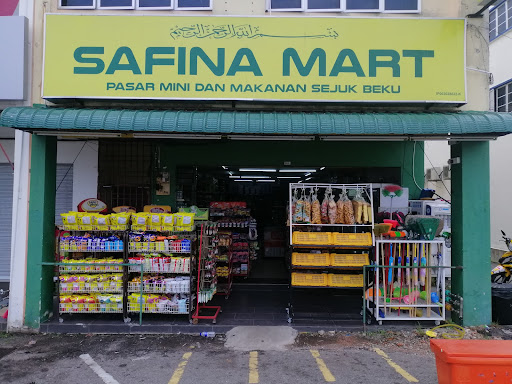 بسم الله الرحمن الرحيم
SAFINA MART
PASAR MINI DAN MAKANAN SEJUK BEKU